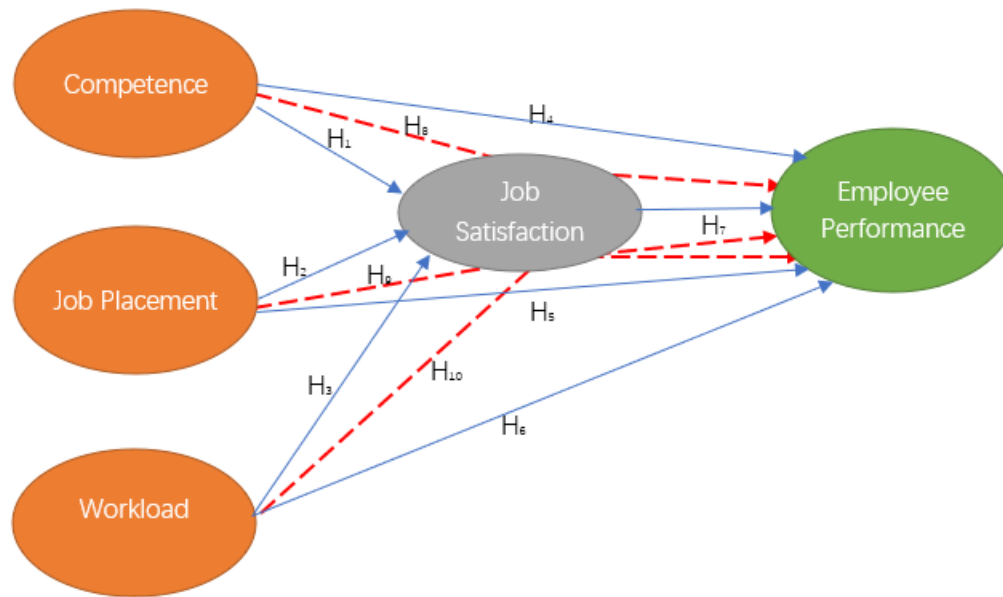 Competence
H₄
H₈
H₁
Job
Satisfaction
Employee
Performance
H₇
H₂
H₉
Job Placement
H₅
H₃
H₁₀
H₆
Workload